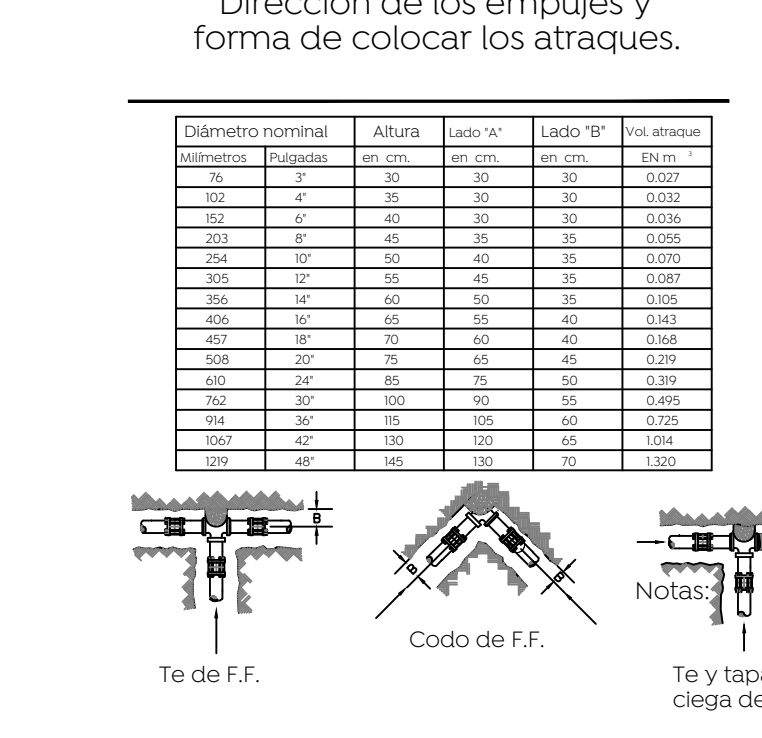 Dirección de los empujes y
forma de colocar los atraques.
Diámetro nominal Altura Lado "A" Lado "B" Vol. atraque
Milímetros Pulgadas en cm. en cm. en cm. EN m 3
76 3" 30 30 30 0.027
102 4" 35 30 30 0.032
152 6" 40 30 30 0.036
203 8" 45 35 35 0.055
254 10" 50 40 35 0.070
305 12" 55 45 35 0.087
356 14" 60 50 35 0.105
406 16" 65 55 40 0.143
457 18" 70 60 40 0.168
508 20" 75 65 45 0.219
610 24" 85 75 50 0.319
762 30" 100 90 55 0.495
914 36" 115 105 60 0.725
1067 42" 130 120 65 1.014
1219 48" 145 130 70 1.320
B
B B
Notas:
Te de F.F.
Codo de F.F.
Te y tapa
ciega de